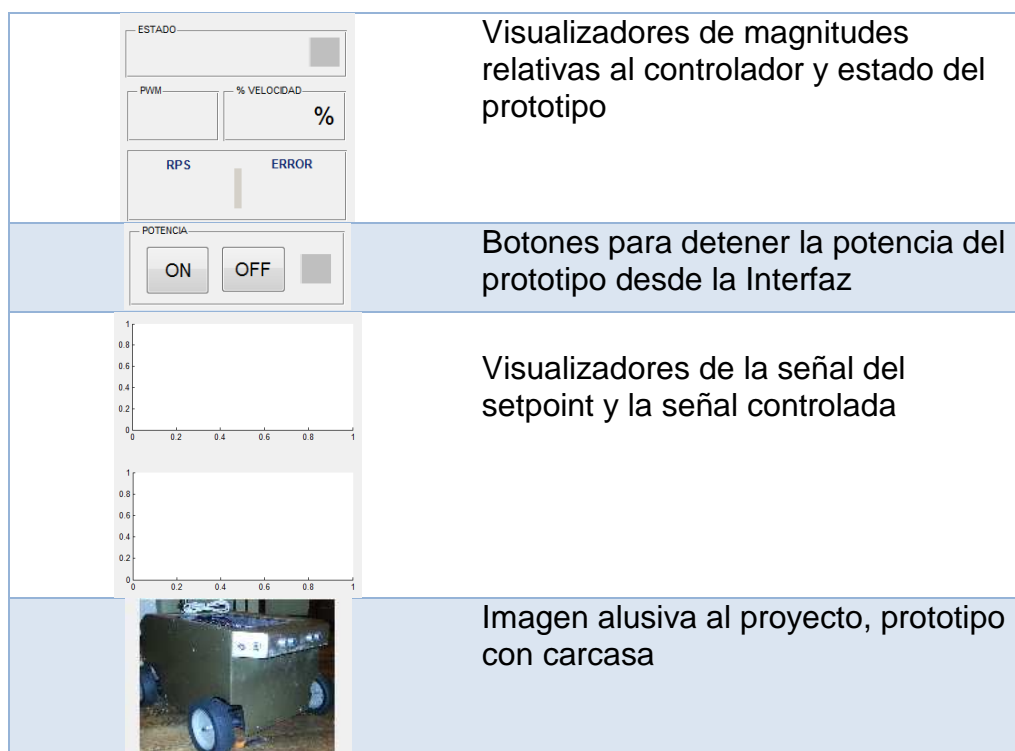 ESTADO
PWM
% VELOCIDAD
%
RPS
ERROR
Visualizadores de magnitudes
relativas al controlador y estado del
prototipo
POTENCIA
ON
OFF
Botones para detener la potencia del
prototipo desde la Interfaz
1
0.8
0.6
0.4
0.2
0
0 0.2 0.4 0.6 0.8 1
1
0.8
0.6
0.4
0.2
0
0 0.2 0.4 0.6 0.8 1
Visualizadores de la señal del
setpoint y la señal controlada
Imagen alusiva al proyecto, prototipo
con carcasa